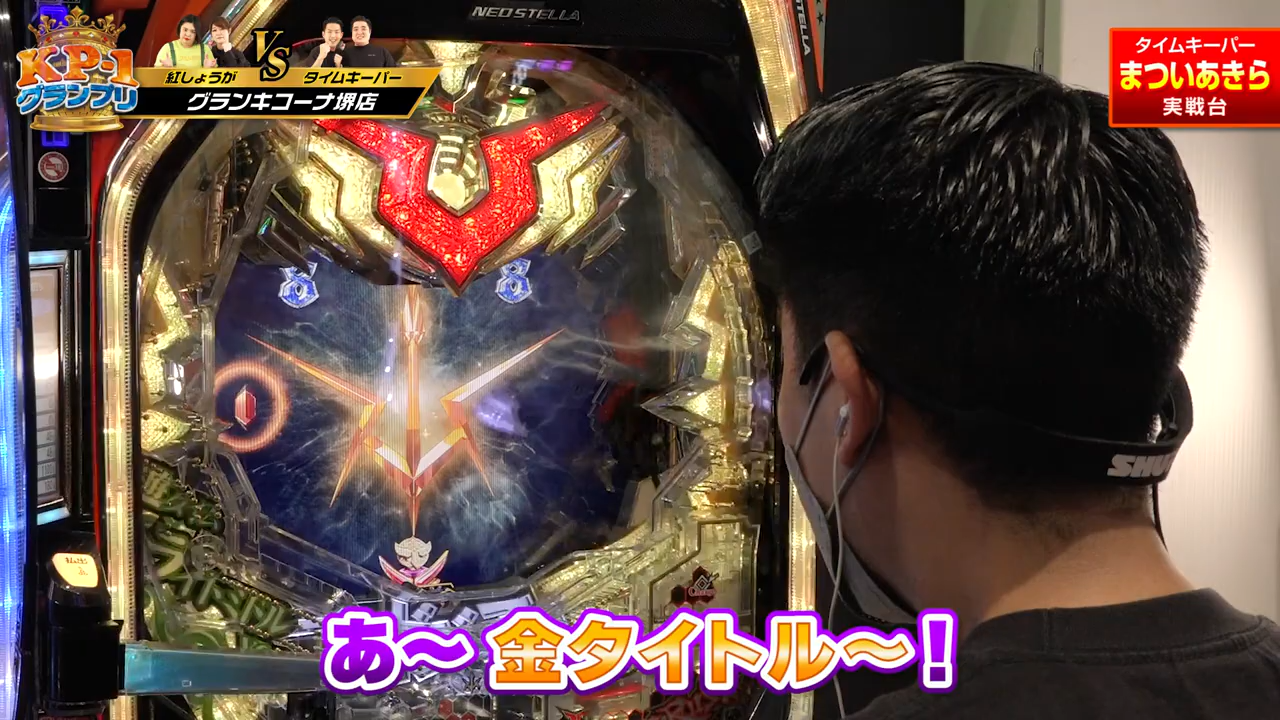 NEO STELLA
KP-1
グランプリ
VS
紅しょうが
タイムキーパー
グランキコーナ堺店
タイムキーパー
まついあきら
実戦台
8
8
あ〜 金タイトル〜！